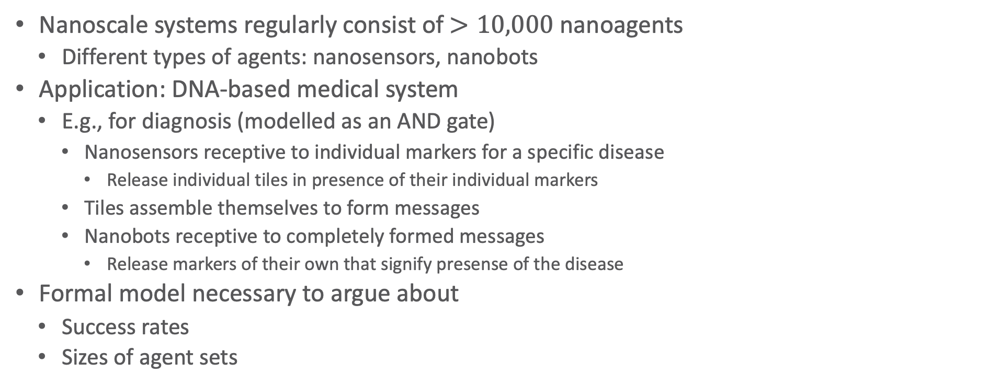 • Nanoscale systems regularly consist of > 10,000 nanoagents
• Different types of agents: nanosensors, nanobots
• Application: DNA-based medical system
• E.g., for diagnosis (modelled as an AND gate)
• Nanosensors receptive to individual markers for a specific disease
• Release individual tiles in presence of their individual markers
• Tiles assemble themselves to form messages
• Nanobots receptive to completely formed messages
• Release markers of their own that signify presense of the disease
• Formal model necessary to argue about
• Success rates
• Sizes of agent sets